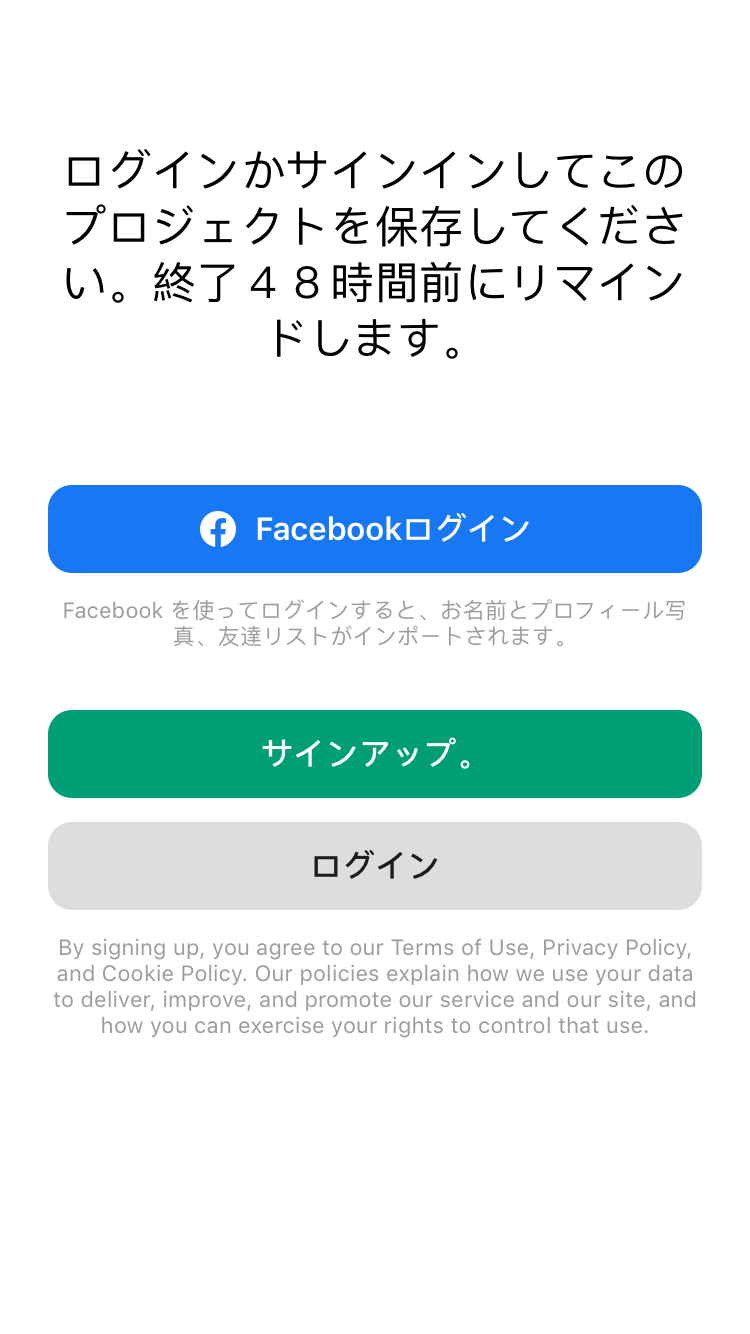 ログインかサインインしてこの
プロジェクトを保存してくださ
い。終了４８時間前にリマイン
ドします。
Facebookログイン
Facebook を使ってログインすると、お名前とプロフィール写
真、友達リストがインポートされます。
サインアップ。
ログイン
By signing up, you agree to our Terms of Use, Privacy Policy,
and Cookie Policy. Our policies explain how we use your data
to deliver, improve, and promote our service and our site, and
how you can exercise your rights to control that use.